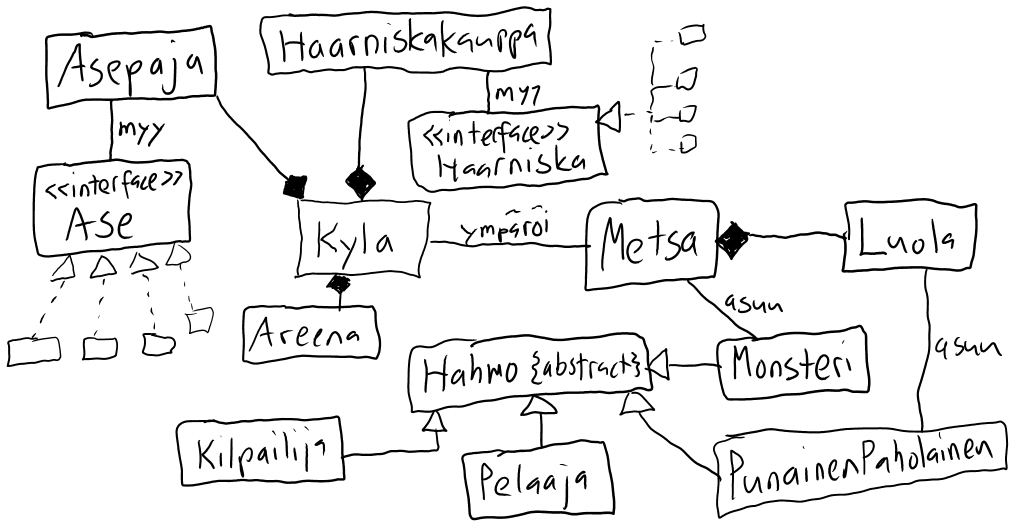 Asepaja
Haarniskakauppa
myy
myy
<<interface>>
Ase
<<interface>>
Haarniska
Kyla
ympäröi
Metsa
Luola
Areena
asuu
asuu
Hahmo {abstract}
Monsteri
Kilpailija
Pelaaja
PunainenPaholainen